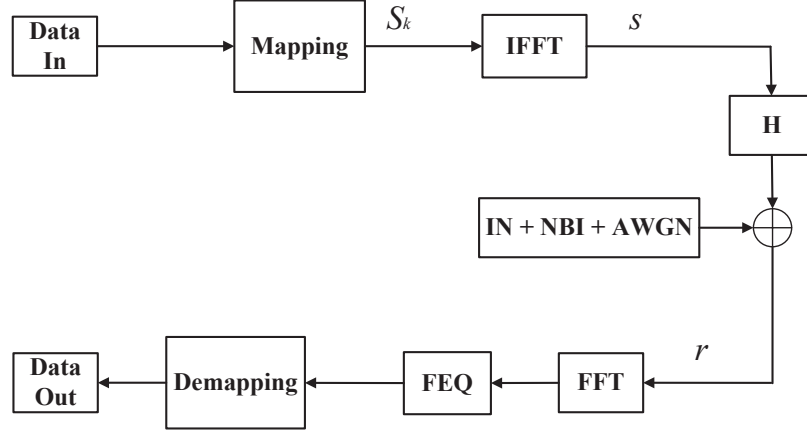 Data
In
Mapping
Sk
IFFT
s
H
IN + NBI + AWGN
r
Data
Out
Demapping
FEQ
FFT